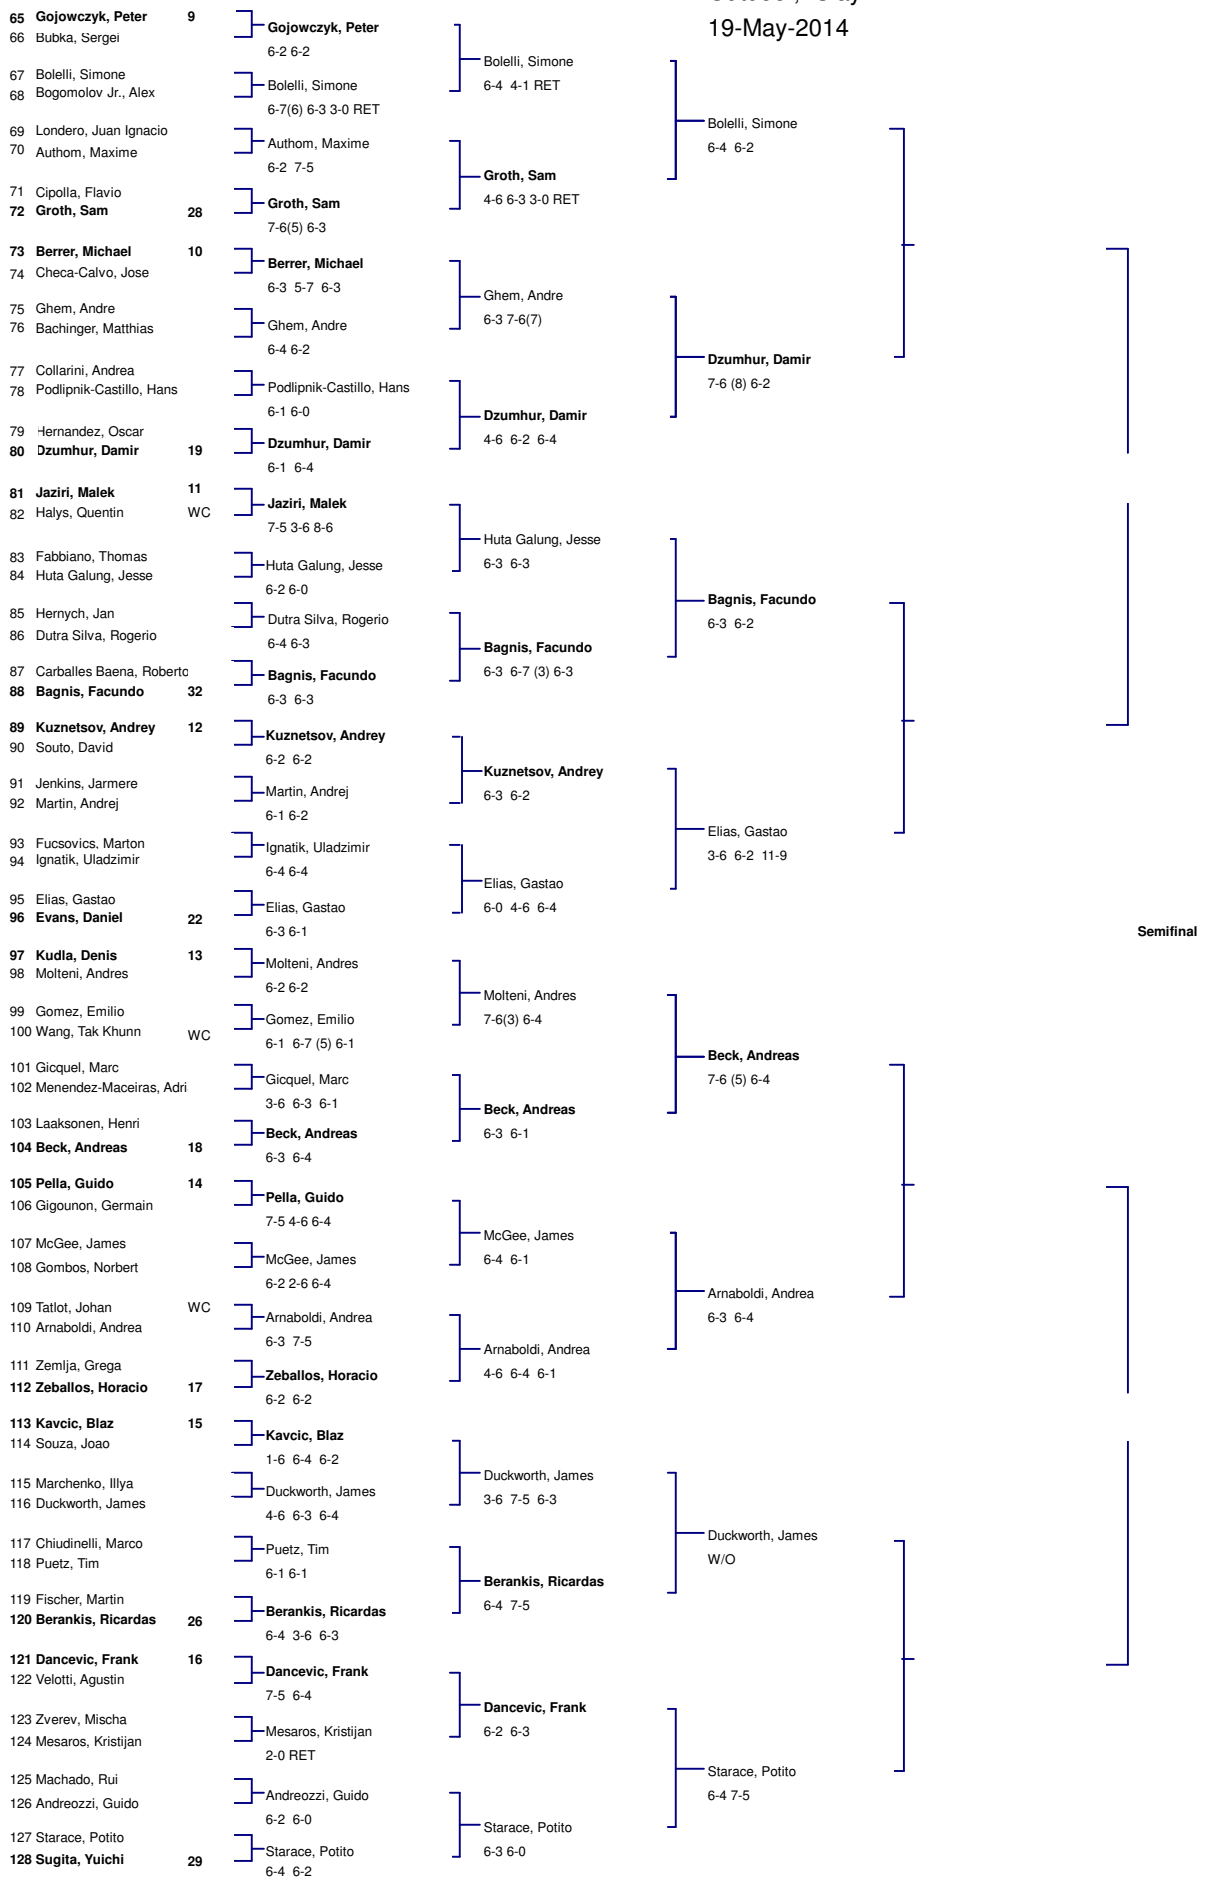 19-May-2014
65 Gojowczyk, Peter 9
66 Bubka, Sergei
Gojowczyk, Peter
6-2 6-2
67 Bolelli, Simone
68 Bogomolov Jr., Alex
Bolelli, Simone
6-7(6) 6-3 3-0 RET
Bolelli, Simone
6-4 4-1 RET
69 Londero, Juan Ignacio
70 Authom, Maxime
Authom, Maxime
6-2 7-5
71 Cipolla, Flavio
72 Groth, Sam 28
Groth, Sam
7-6(5) 6-3
Groth, Sam
4-6 6-3 3-0 RET
Bolelli, Simone
6-4 6-2
73 Berrer, Michael 10
74 Checa-Calvo, Jose
Berrer, Michael
6-3 5-7 6-3
75 Ghem, Andre
76 Bachinger, Matthias
Ghem, Andre
6-4 6-2
Ghem, Andre
6-3 7-6(7)
77 Collarini, Andrea
78 Podlipnik-Castillo, Hans
Podlipnik-Castillo, Hans
6-1 6-0
79 Hernandez, Oscar
80 Dzumhur, Damir 19
Dzumhur, Damir
6-1 6-4
Dzumhur, Damir
4-6 6-2 6-4
Dzumhur, Damir
7-6 (8) 6-2
81 Jaziri, Malek 11
82 Halys, Quentin WC
Jaziri, Malek
7-5 3-6 8-6
83 Fabbiano, Thomas
84 Huta Galung, Jesse
Huta Galung, Jesse
6-2 6-0
Huta Galung, Jesse
6-3 6-3
85 Hernych, Jan
86 Dutra Silva, Rogerio
Dutra Silva, Rogerio
6-4 6-3
87 Carballes Baena, Roberto
88 Bagnis, Facundo 32
Bagnis, Facundo
6-3 6-3
Bagnis, Facundo
6-3 6-7 (3) 6-3
Bagnis, Facundo
6-3 6-2
89 Kuznetsov, Andrey 12
90 Souto, David
Kuznetsov, Andrey
6-2 6-2
91 Jenkins, Jarmere
92 Martin, Andrej
Martin, Andrej
6-1 6-2
Kuznetsov, Andrey
6-3 6-2
93 Fucsovics, Marton
94 Ignatik, Uladzimir
Ignatik, Uladzimir
6-4 6-4
95 Elias, Gastao
96 Evans, Daniel 22
Elias, Gastao
6-3 6-1
Elias, Gastao
6-0 4-6 6-4
Elias, Gastao
3-6 6-2 11-9
Semifinal
97 Kudla, Denis 13
98 Molteni, Andres
Molteni, Andres
6-2 6-2
99 Gomez, Emilio
100 Wang, Tak Khunn WC
Gomez, Emilio
6-1 6-7 (5) 6-1
Molteni, Andres
7-6(3) 6-4
101 Gicquel, Marc
102 Menendez-Maceiras, Adri
Gicquel, Marc
3-6 6-3 6-1
103 Laaksonen, Henri
104 Beck, Andreas 18
Beck, Andreas
6-3 6-4
Beck, Andreas
6-3 6-1
Beck, Andreas
7-6 (5) 6-4
105 Pella, Guido 14
106 Gigounon, Germain
Pella, Guido
7-5 4-6 6-4
107 McGee, James
108 Gombos, Norbert
McGee, James
6-2 2-6 6-4
McGee, James
6-4 6-1
109 Tatlot, Johan WC
110 Arnaboldi, Andrea
Arnaboldi, Andrea
6-3 7-5
111 Zemlja, Grega
112 Zeballos, Horacio 17
Zeballos, Horacio
6-2 6-2
Arnaboldi, Andrea
4-6 6-4 6-1
Arnaboldi, Andrea
6-3 6-4
113 Kavcic, Blaz 15
114 Souza, Joao
Kavcic, Blaz
1-6 6-4 6-2
115 Marchenko, Illya
116 Duckworth, James
Duckworth, James
4-6 6-3 6-4
Duckworth, James
3-6 7-5 6-3
117 Chiudinelli, Marco
118 Puetz, Tim
Puetz, Tim
6-1 6-1
119 Fischer, Martin
120 Berankis, Ricardas 26
Berankis, Ricardas
6-4 3-6 6-3
Berankis, Ricardas
6-4 7-5
Duckworth, James
W/O
121 Dancevic, Frank 16
122 Velotti, Agustin
Dancevic, Frank
7-5 6-4
123 Zverev, Mischa
124 Mesaros, Kristijan
Mesaros, Kristijan
2-0 RET
Dancevic, Frank
6-2 6-3
125 Machado, Rui
126 Andreozzi, Guido
Andreozzi, Guido
6-2 6-0
127 Starace, Potito
128 Sugita, Yuichi 29
Starace, Potito
6-4 6-2
Starace, Potito
6-3 6-0
Starace, Potito
6-4 7-5